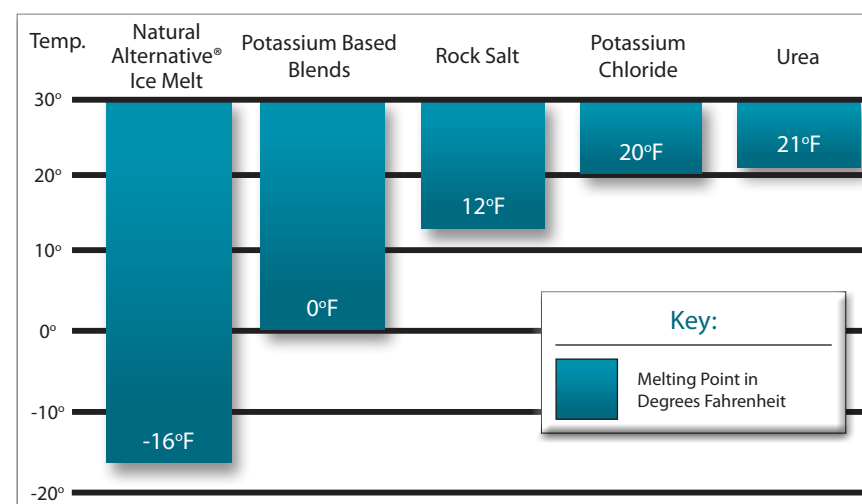 Temp.
Natural
Alternative®
Ice Melt
Potassium Based
Blends
Rock Salt
Potassium
Chloride
Urea
30°
20°
10°
0°
-10°
-20°
-16°F
0°F
12°F
20°F
21°F
Key:
Melting Point in
Degrees Fahrenheit